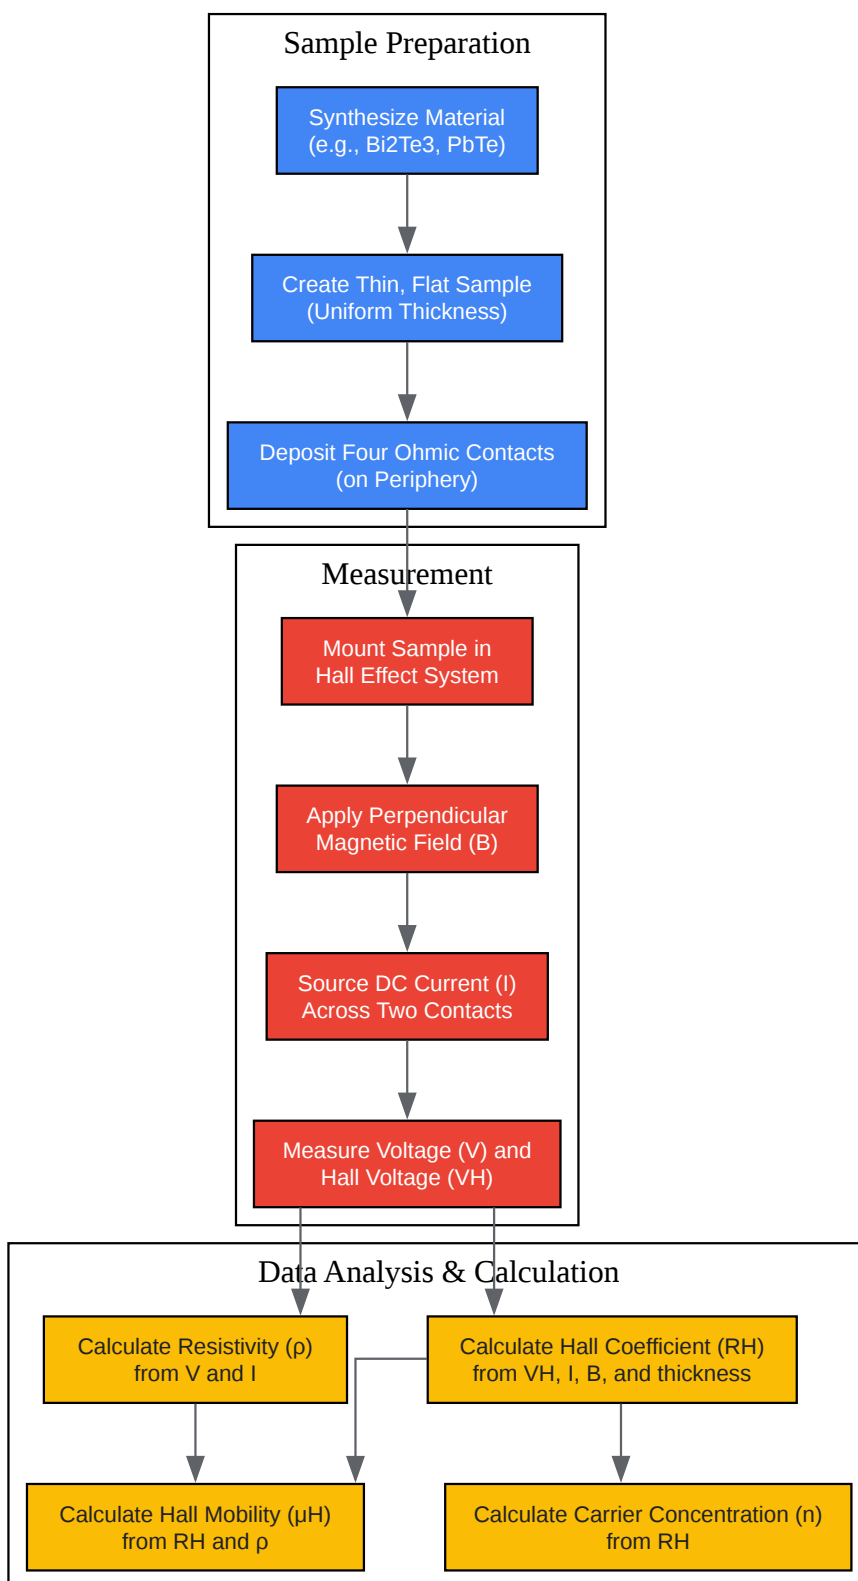 Sample Preparation
Synthesize Material
(e.g., Bi2Te3, PbTe)
Create Thin, Flat Sample
(Uniform Thickness)
Deposit Four Ohmic Contacts
(on Periphery)
Measurement
Mount Sample in
Hall Effect System
Apply Perpendicular
Magnetic Field (B)
Source DC Current (I)
Across Two Contacts
Measure Voltage (V) and
Hall Voltage (VH)
Data Analysis & Calculation
Calculate Resistivity (ρ)
from V and I
Calculate Hall Coefficient (RH)
from VH, I, B, and thickness
Calculate Hall Mobility (μH)
from RH and ρ
Calculate Carrier Concentration (n)
from RH